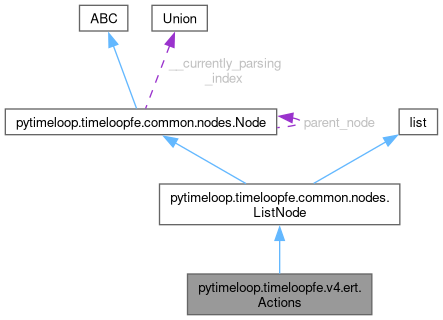 ABC
Union
__currently_parsing
_index
pytimeloop.timeloopfe.common.nodes.Node
parent_node
list
pytimeloop.timeloopfe.common.nodes.
ListNode
pytimeloop.timeloopfe.v4.ert.
Actions